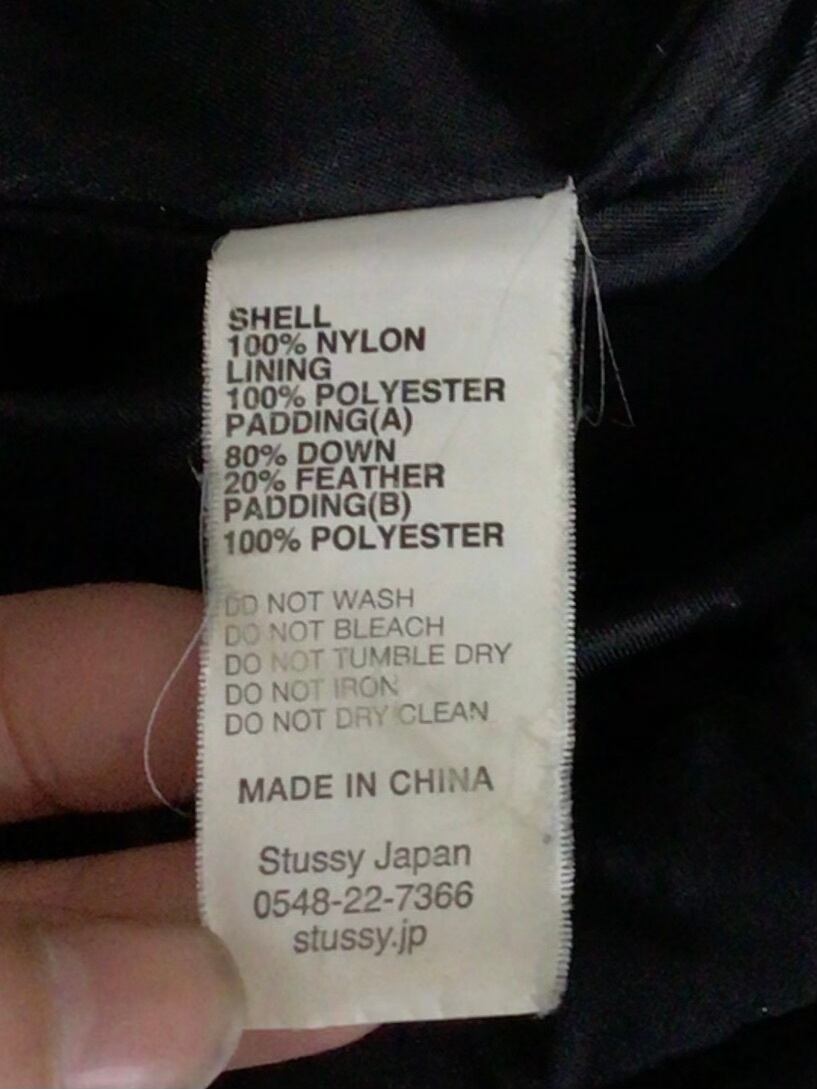 SHELL
100% NYLON
LINING
100% POLYESTER
PADDING(A)
80% DOWN
20% FEATHER
PADDING(B)
100% POLYESTER
DO NOT WASH
DO NOT BLEACH
DO NOT TUMBLE DRY
DO NOT IRON
DO NOT DRY CLEAN
MADE IN CHINA
Stussy Japan
0548-22-7366
stussy.jp